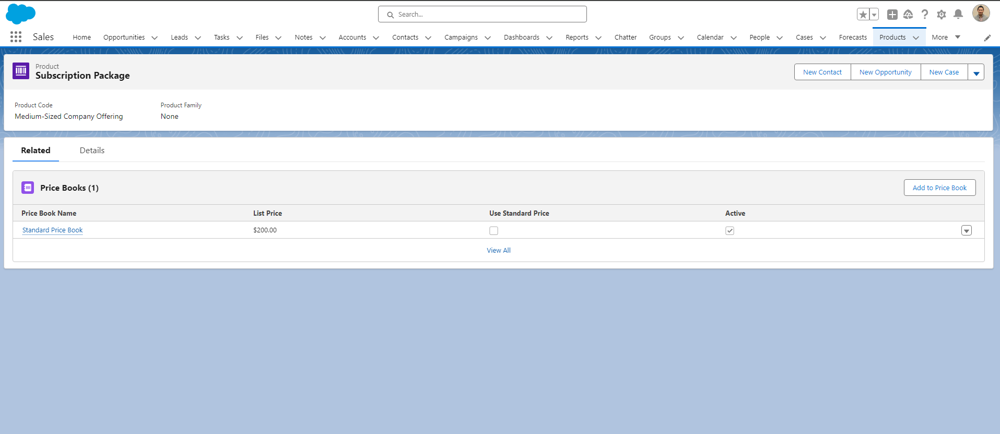 Search...
Sales Home Opportunities Leads Tasks Files Notes Accounts Contacts Campaigns Dashboards Reports Chatter Groups Calendar People Cases Forecasts Products More
Product
Subscription Package
New Contact New Opportunity New Case
Product Code Product Family
Medium-Sized Company Offering None
Related Details
Price Books (1) Add to Price Book
Price Book Name List Price Use Standard Price Active
Standard Price Book $200.00
View All